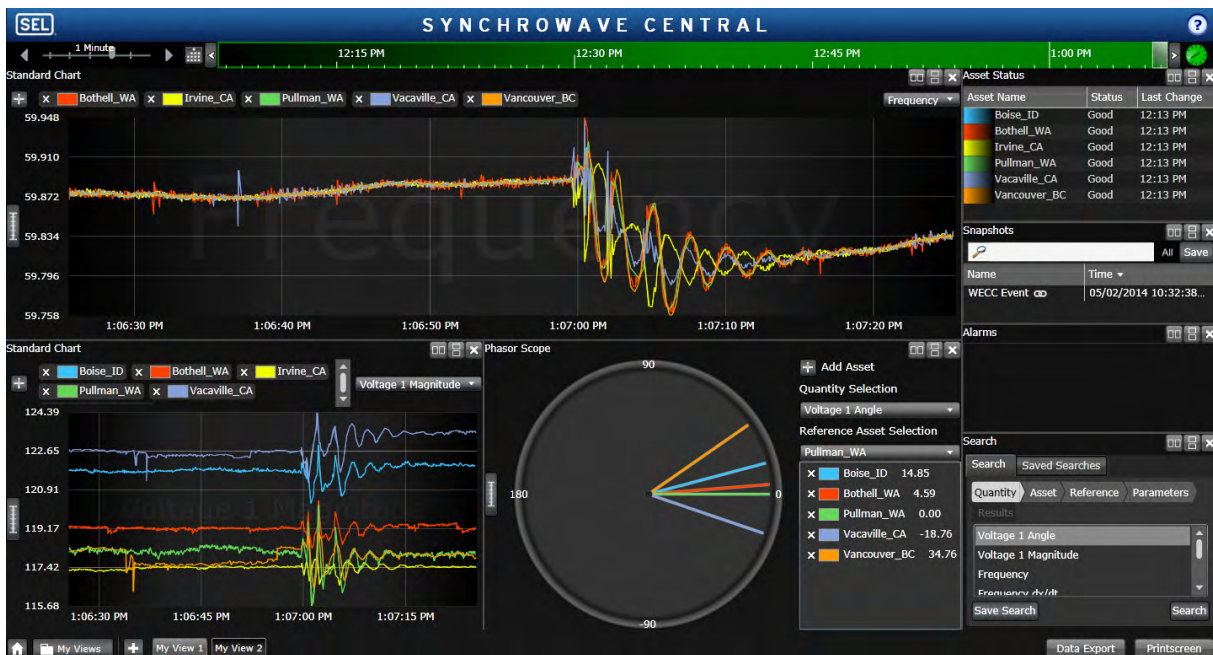 SEL
SYNCHROWAVE CENTRAL
?
1 Minute
12:15 PM 12:30 PM 12:45 PM 1:00 PM
Standard Chart
Bothell_WA Irvine_CA Pullman_WA Vacaville_CA Vancouver_BC
Frequency
59.948
59.910
59.872
59.834
59.796
59.758
Frequency
1:06:30 PM 1:06:40 PM 1:06:50 PM 1:07:00 PM 1:07:10 PM 1:07:20 PM
Asset Status
Asset Name Status Last Change
Boise_ID Good 12:13 PM
Bothell_WA Good 12:13 PM
Irvine_CA Good 12:13 PM
Pullman_WA Good 12:13 PM
Vacaville_CA Good 12:13 PM
Vancouver_BC Good 12:13 PM
Snapshots
All Save
Name Time
WECC Event 05/02/2014 10:32:38...
Alarms
Standard Chart
Boise_ID Bothell_WA Irvine_CA
Pullman_WA Vacaville_CA
Voltage 1 Magnitude
124.39
122.65
120.91
119.17
117.42
115.68
Voltage 1 Magnitude
1:06:30 PM 1:06:45 PM 1:07:00 PM 1:07:15 PM
Phasor Scope
90
180
0
-90
Add Asset
Quantity Selection
Voltage 1 Angle
Reference Asset Selection
Pullman_WA
Boise_ID 14.85
Bothell_WA 4.59
Pullman_WA 0.00
Vacaville_CA -18.76
Vancouver_BC 34.76
Search
Search Saved Searches
Quantity Asset Reference Parameters
Results
Voltage 1 Angle
Voltage 1 Magnitude
Frequency
Frequency dv/dt
Save Search Search
My Views My View 1 My View 2
Data Export Printscreen